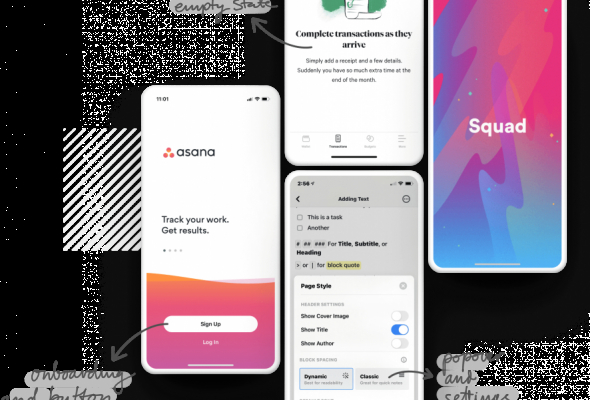 empty State
Complete transactions as they
arrive
Simply add a receipt and a few details.
Suddenly you have so much extra time at the
end of the month.
Transactions
Squad
11:01
asana
Track your work.
Get results.
Sign Up
Log In
2:56
Adding Text
This is a task
Another
# ## ### For Title, Subtitle, or
Heading
> or | for block quote
Page Style
HEADER SETTINGS
Show Cover Image
Show Title
Show Author
BLOCK SPACING
Dynamic
Best for readability
Classic
Great for quick notes
onboarding
and button
popover
and
settings